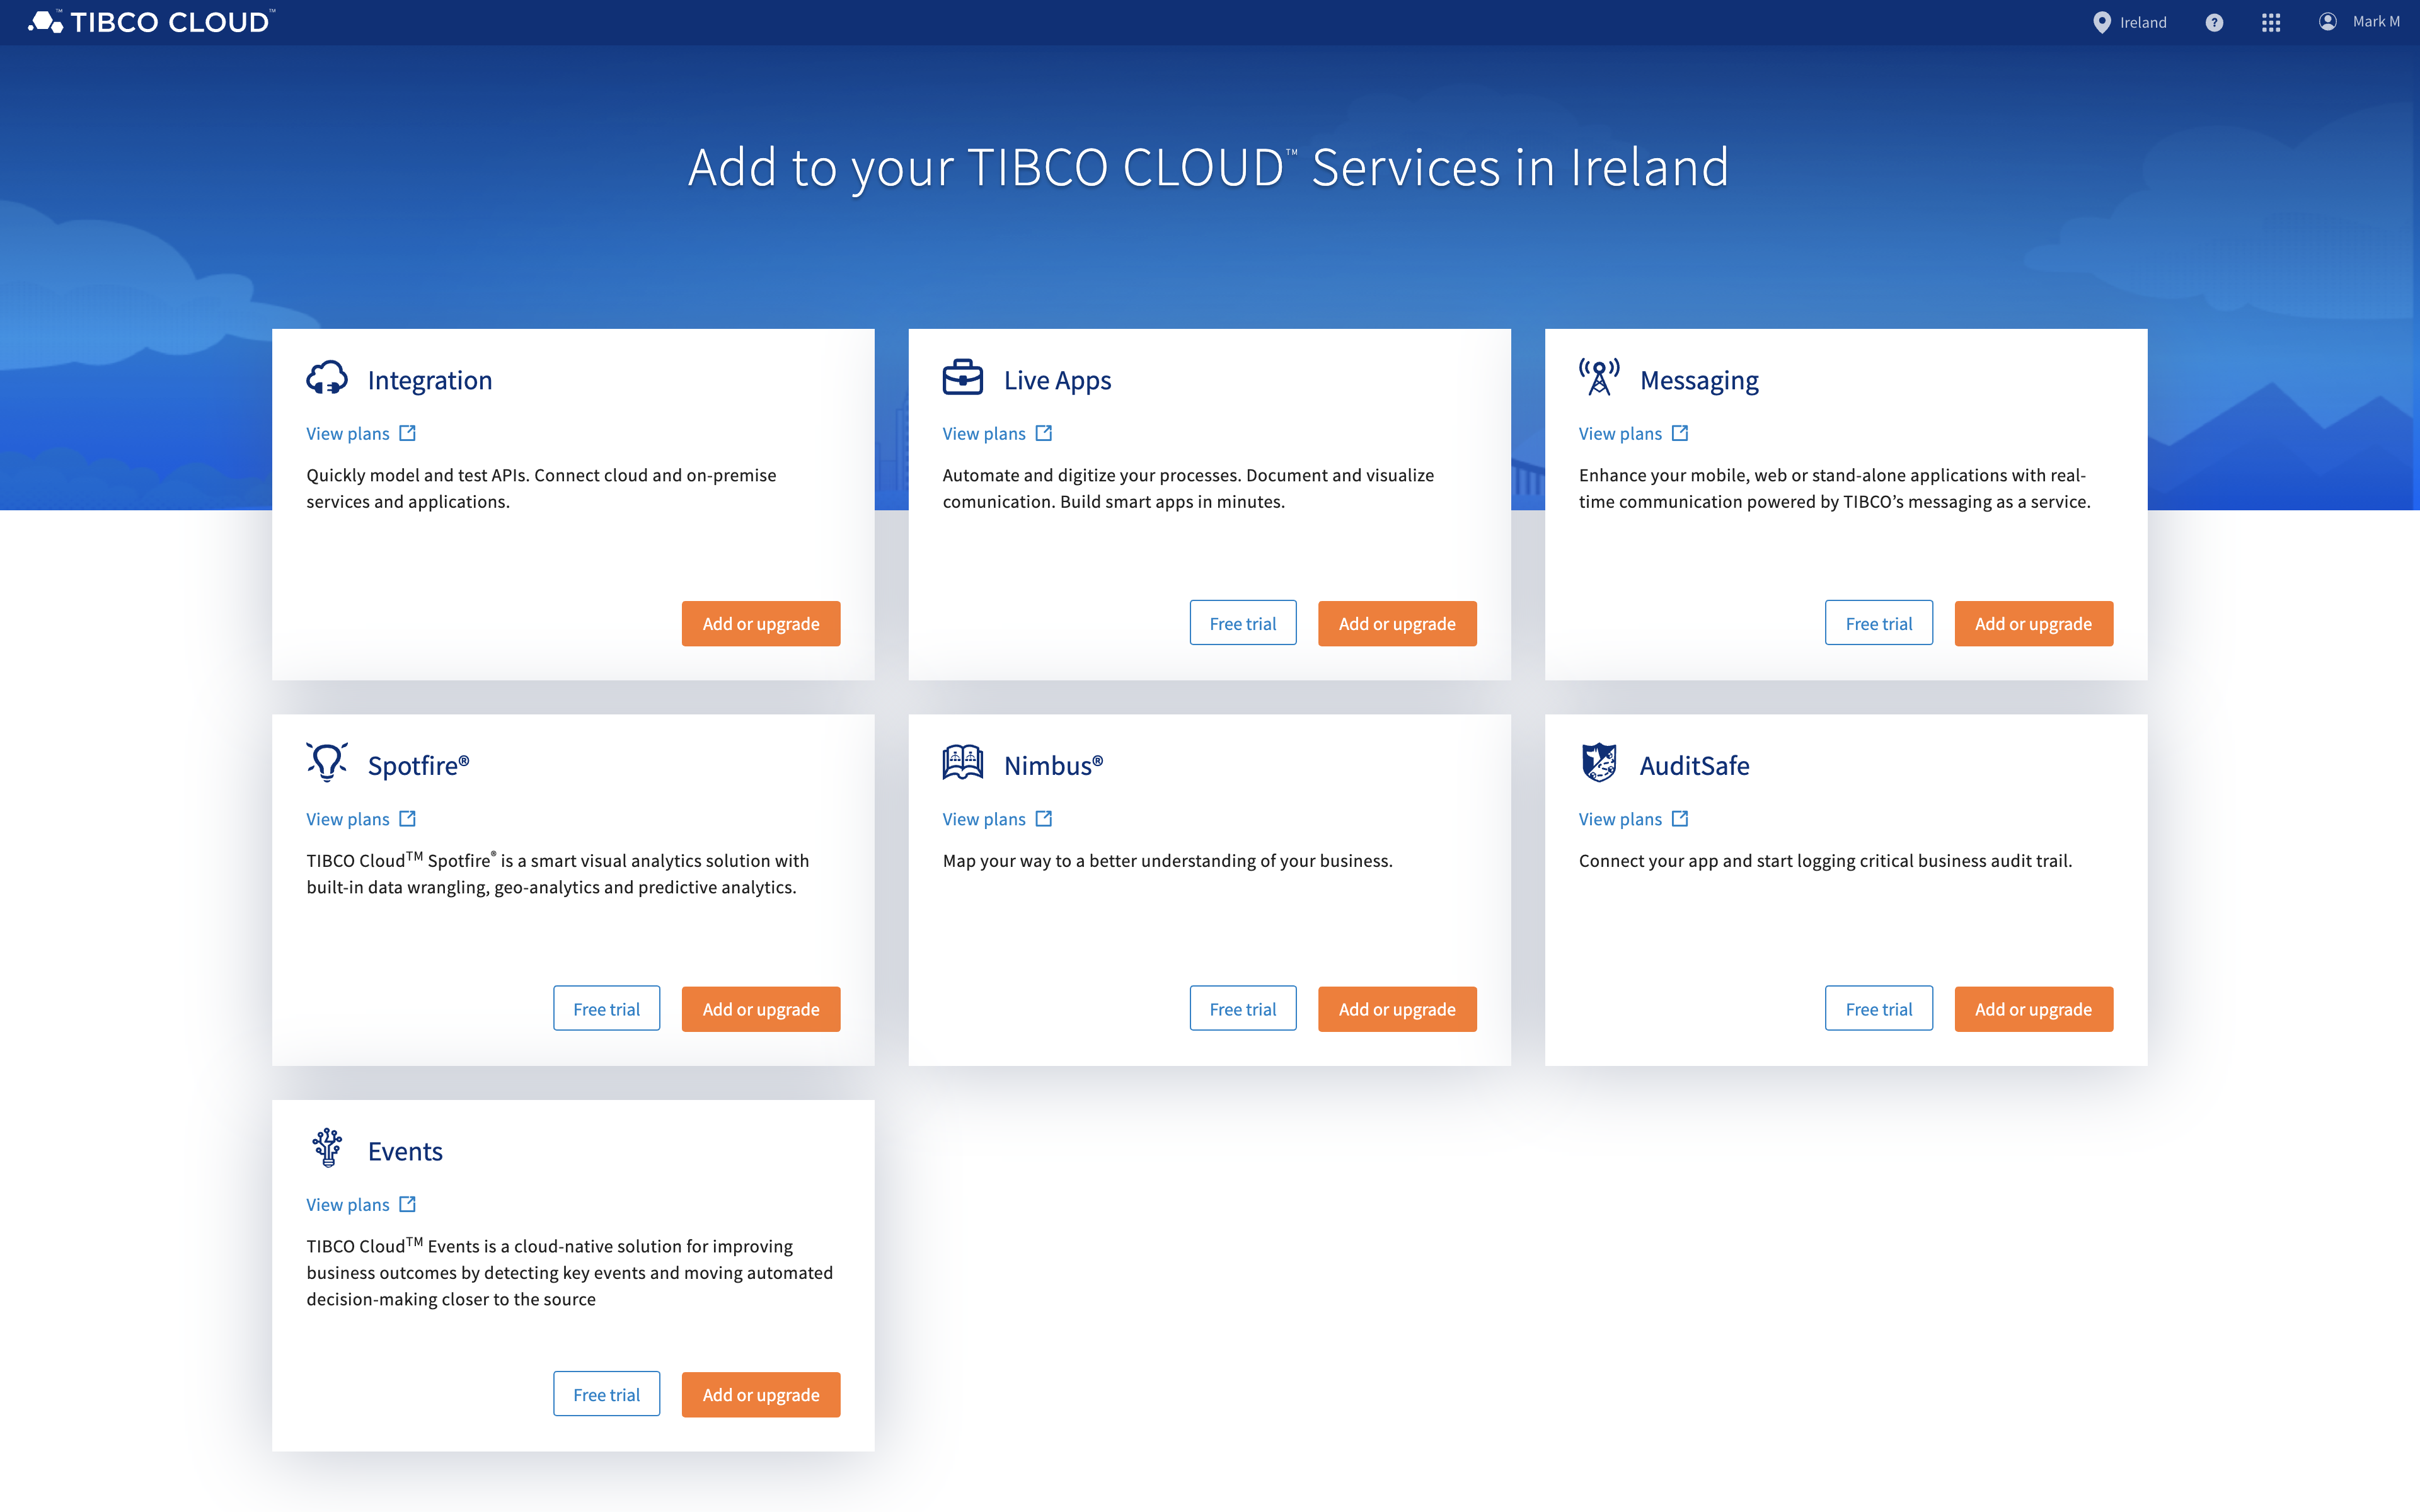 TIBCO CLOUD™
Ireland
?
Mark M
Add to your TIBCO CLOUD™ Services in Ireland
Integration
View plans
Quickly model and test APIs. Connect cloud and on-premise
services and applications.
Add or upgrade
Live Apps
View plans
Automate and digitize your processes. Document and visualize
comunication. Build smart apps in minutes.
Free trial
Add or upgrade
Messaging
View plans
Enhance your mobile, web or stand-alone applications with real-
time communication powered by TIBCO’s messaging as a service.
Free trial
Add or upgrade
Spotfire®
View plans
TIBCO Cloud™ Spotfire® is a smart visual analytics solution with
built-in data wrangling, geo-analytics and predictive analytics.
Free trial
Add or upgrade
Nimbus®
View plans
Map your way to a better understanding of your business.
Free trial
Add or upgrade
AuditSafe
View plans
Connect your app and start logging critical business audit trail.
Free trial
Add or upgrade
Events
View plans
TIBCO Cloud™ Events is a cloud-native solution for improving
business outcomes by detecting key events and moving automated
decision-making closer to the source
Free trial
Add or upgrade